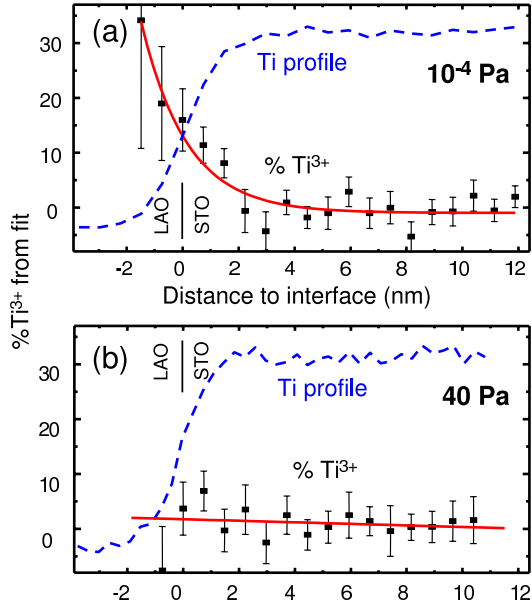 (a)
Ti profile
10⁻⁴ Pa
% Ti³⁺
LAO
STO
30
20
10
0
-2 0 2 4 6 8 10 12
Distance to interface (nm)
%Ti³⁺ from fit
(b)
LAO
STO
Ti profile
40 Pa
% Ti³⁺
30
20
10
0
-2 0 2 4 6 8 10 12